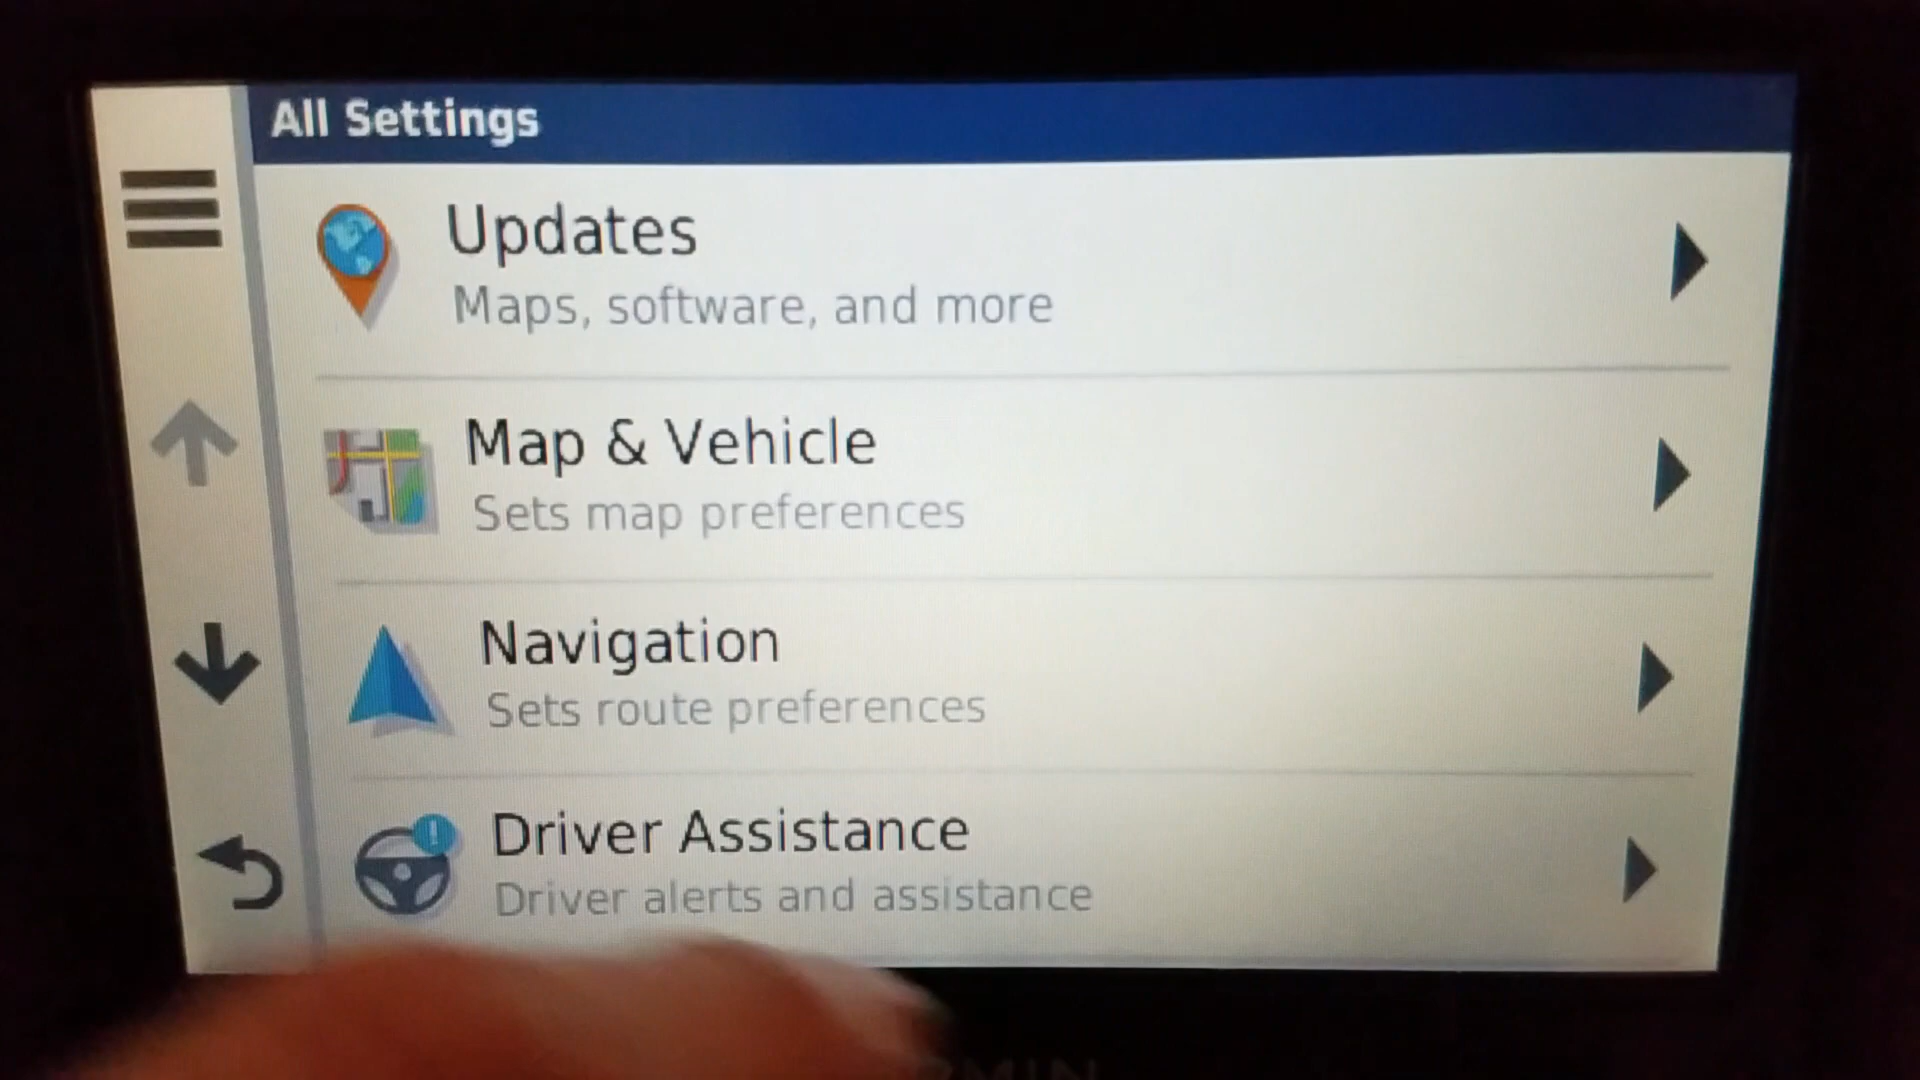 All Settings
Updates
Maps, software, and more
Map & Vehicle
Sets map preferences
Navigation
Sets route preferences
Driver Assistance
Driver alerts and assistance